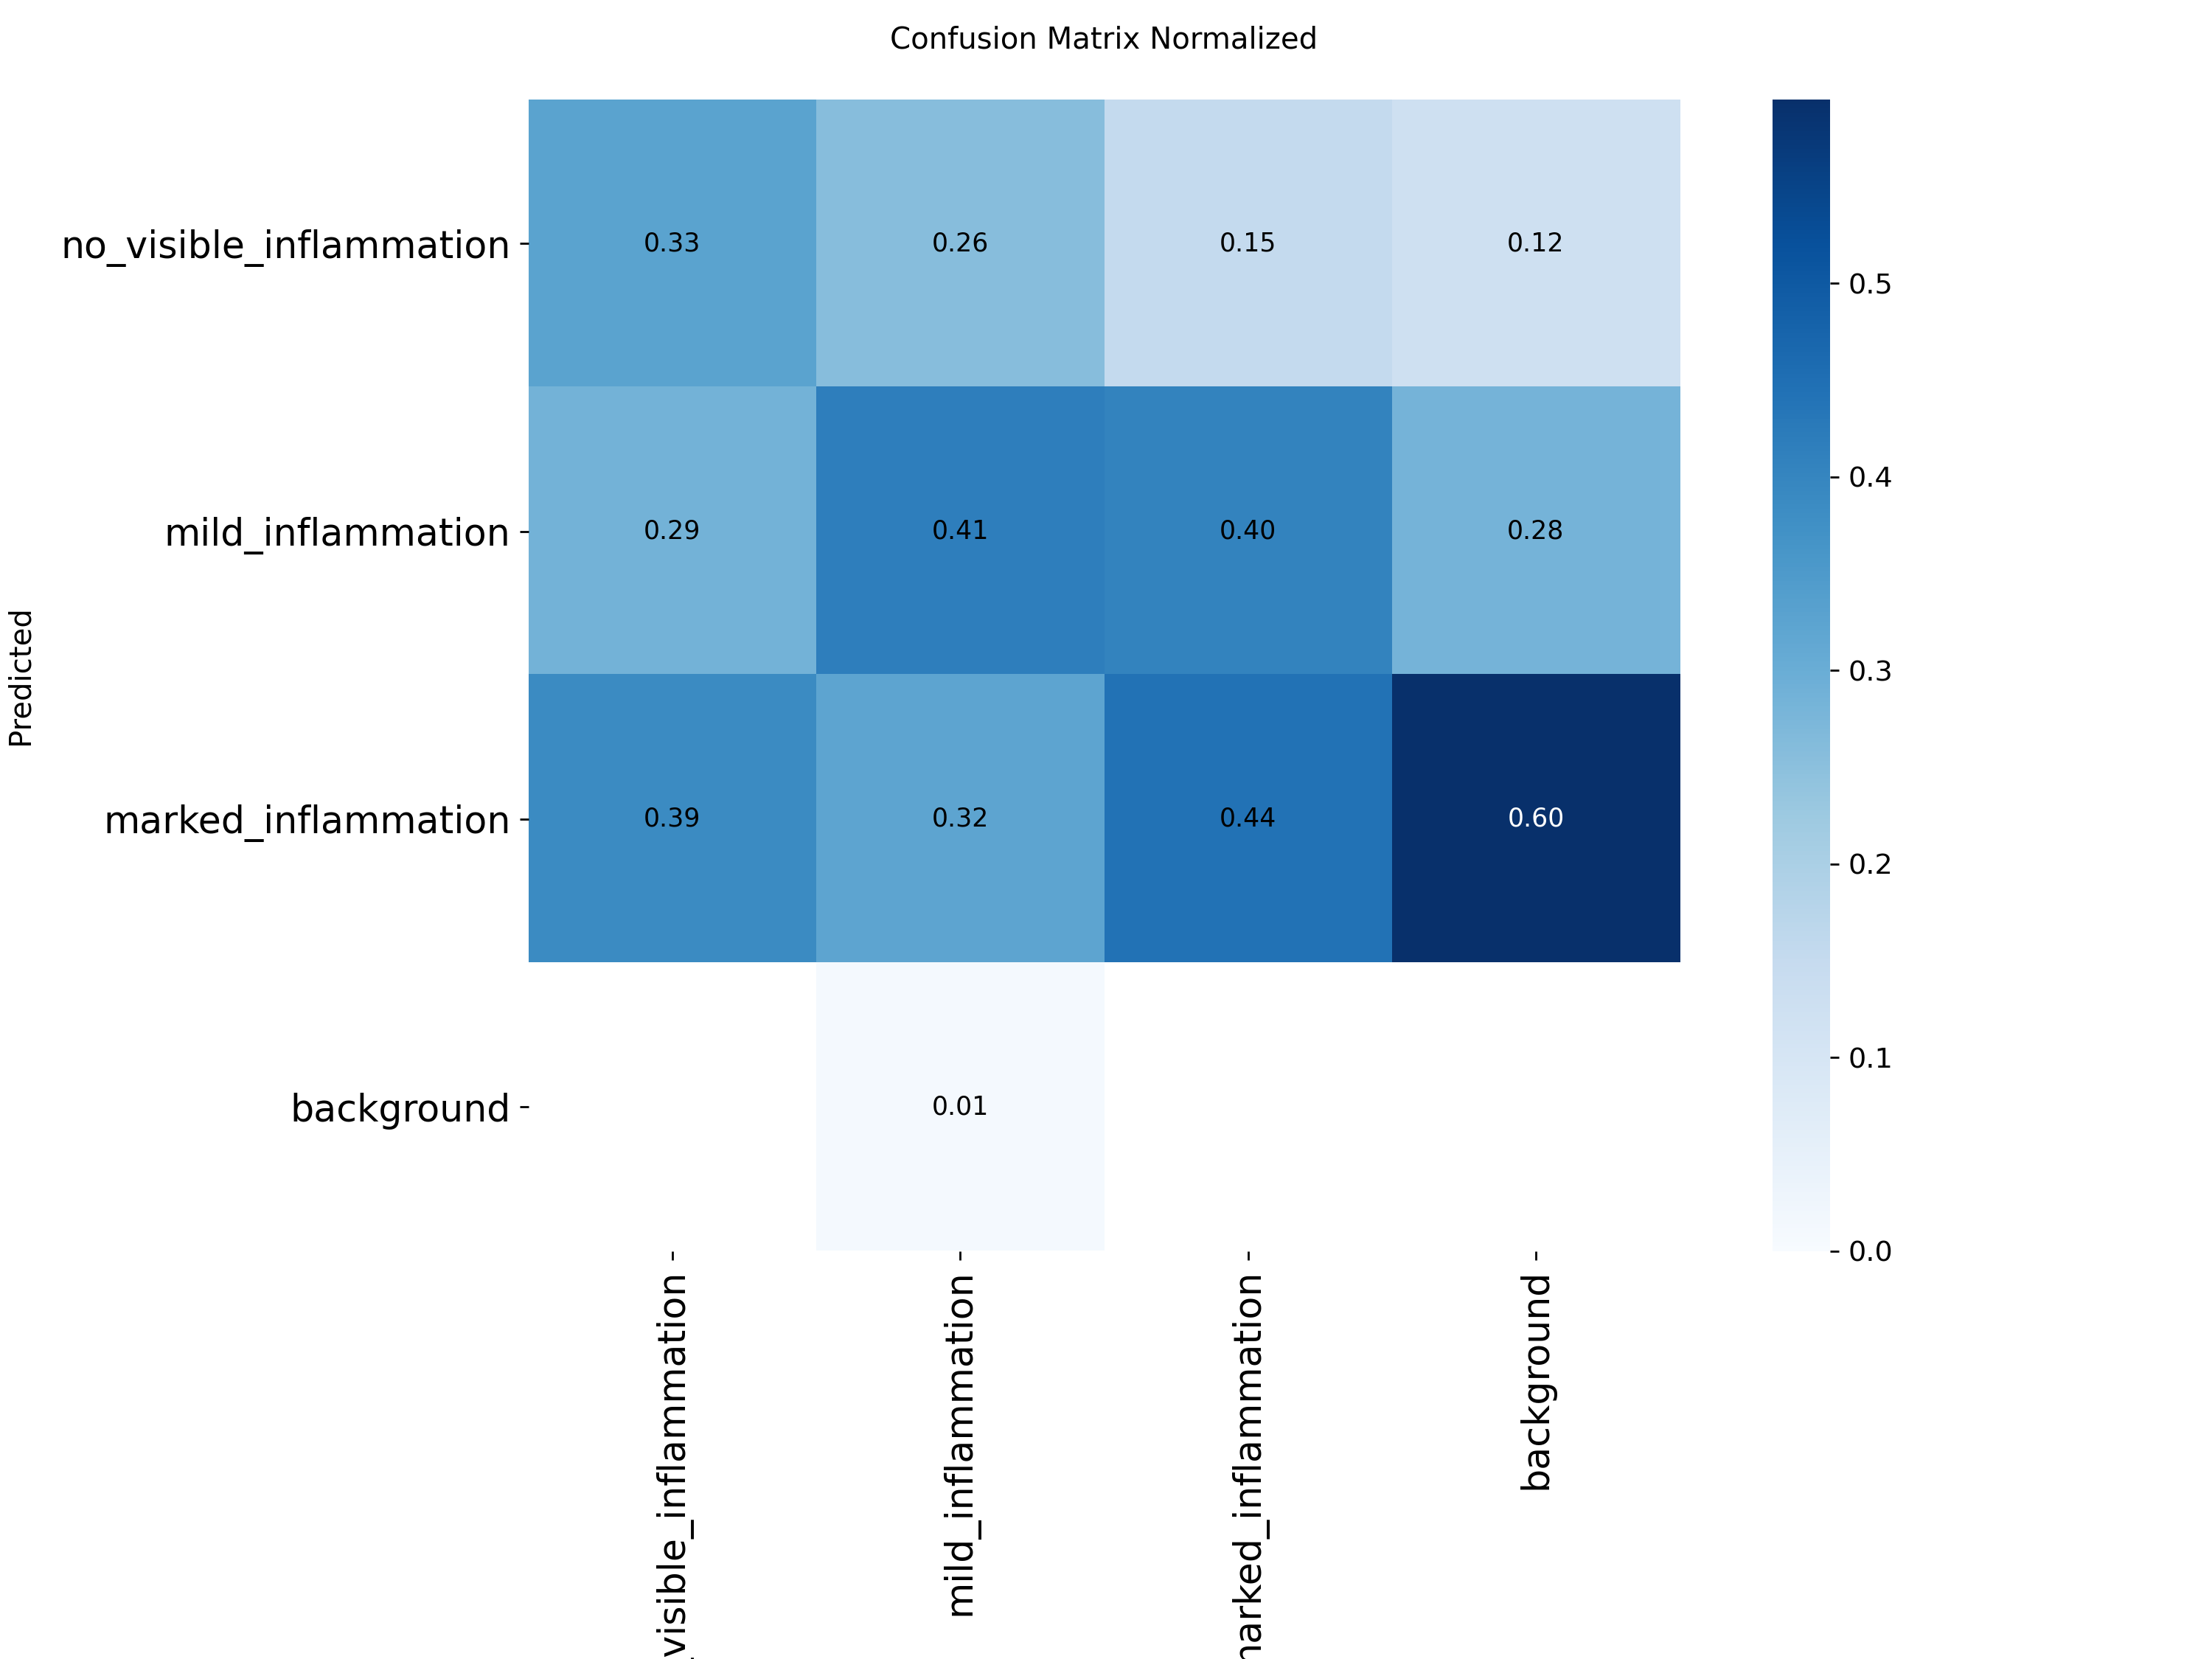 Confusion Matrix Normalized
Predicted
no_visible_inflammation
0.33 0.26 0.15 0.12
mild_inflammation
0.29 0.41 0.40 0.28
marked_inflammation
0.39 0.32 0.44 0.60
background
0.01
visible_inflammation
mild_inflammation
arked_inflammation
background
0.5
0.4
0.3
0.2
0.1
0.0